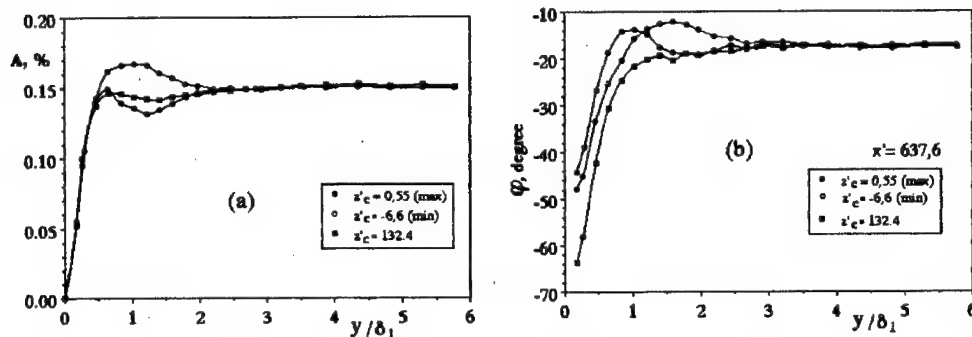 0.20
A, %
0.15
0.10
0.05
0.00
0 1 2 3 4 5 6
y/δ₁
(a)
z'c = 0,55 (max)
z'c = -6,6 (min)
z'c = 132.4
-10
-20
-30
-40
-50
-60
-70
φ, degree
0 1 2 3 4 5 6
y/δ₁
(b)
x'= 637,6
z'c = 0,55 (max)
z'c = -6,6 (min)
z'c = 132.4